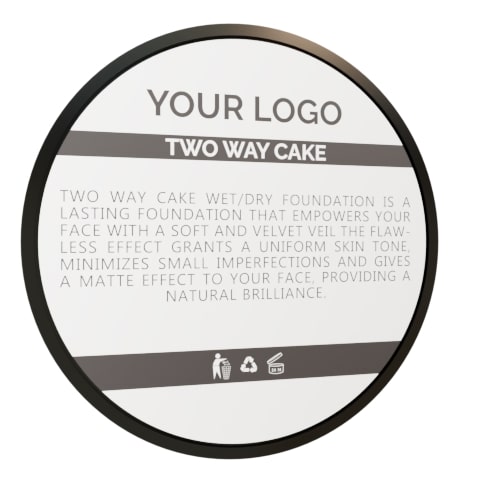 YOUR LOGO
TWO WAY CAKE
TWO WAY CAKE WET/DRY FOUNDATION IS A
LASTING FOUNDATION THAT EMPOWERS YOUR
FACE WITH A SOFT AND VELVET VEIL THE FLAW-
LESS EFFECT GRANTS A UNIFORM SKIN TONE,
MINIMIZES SMALL IMPERFECTIONS AND GIVES
A MATTE EFFECT TO YOUR FACE, PROVIDING A
NATURAL BRILLIANCE.